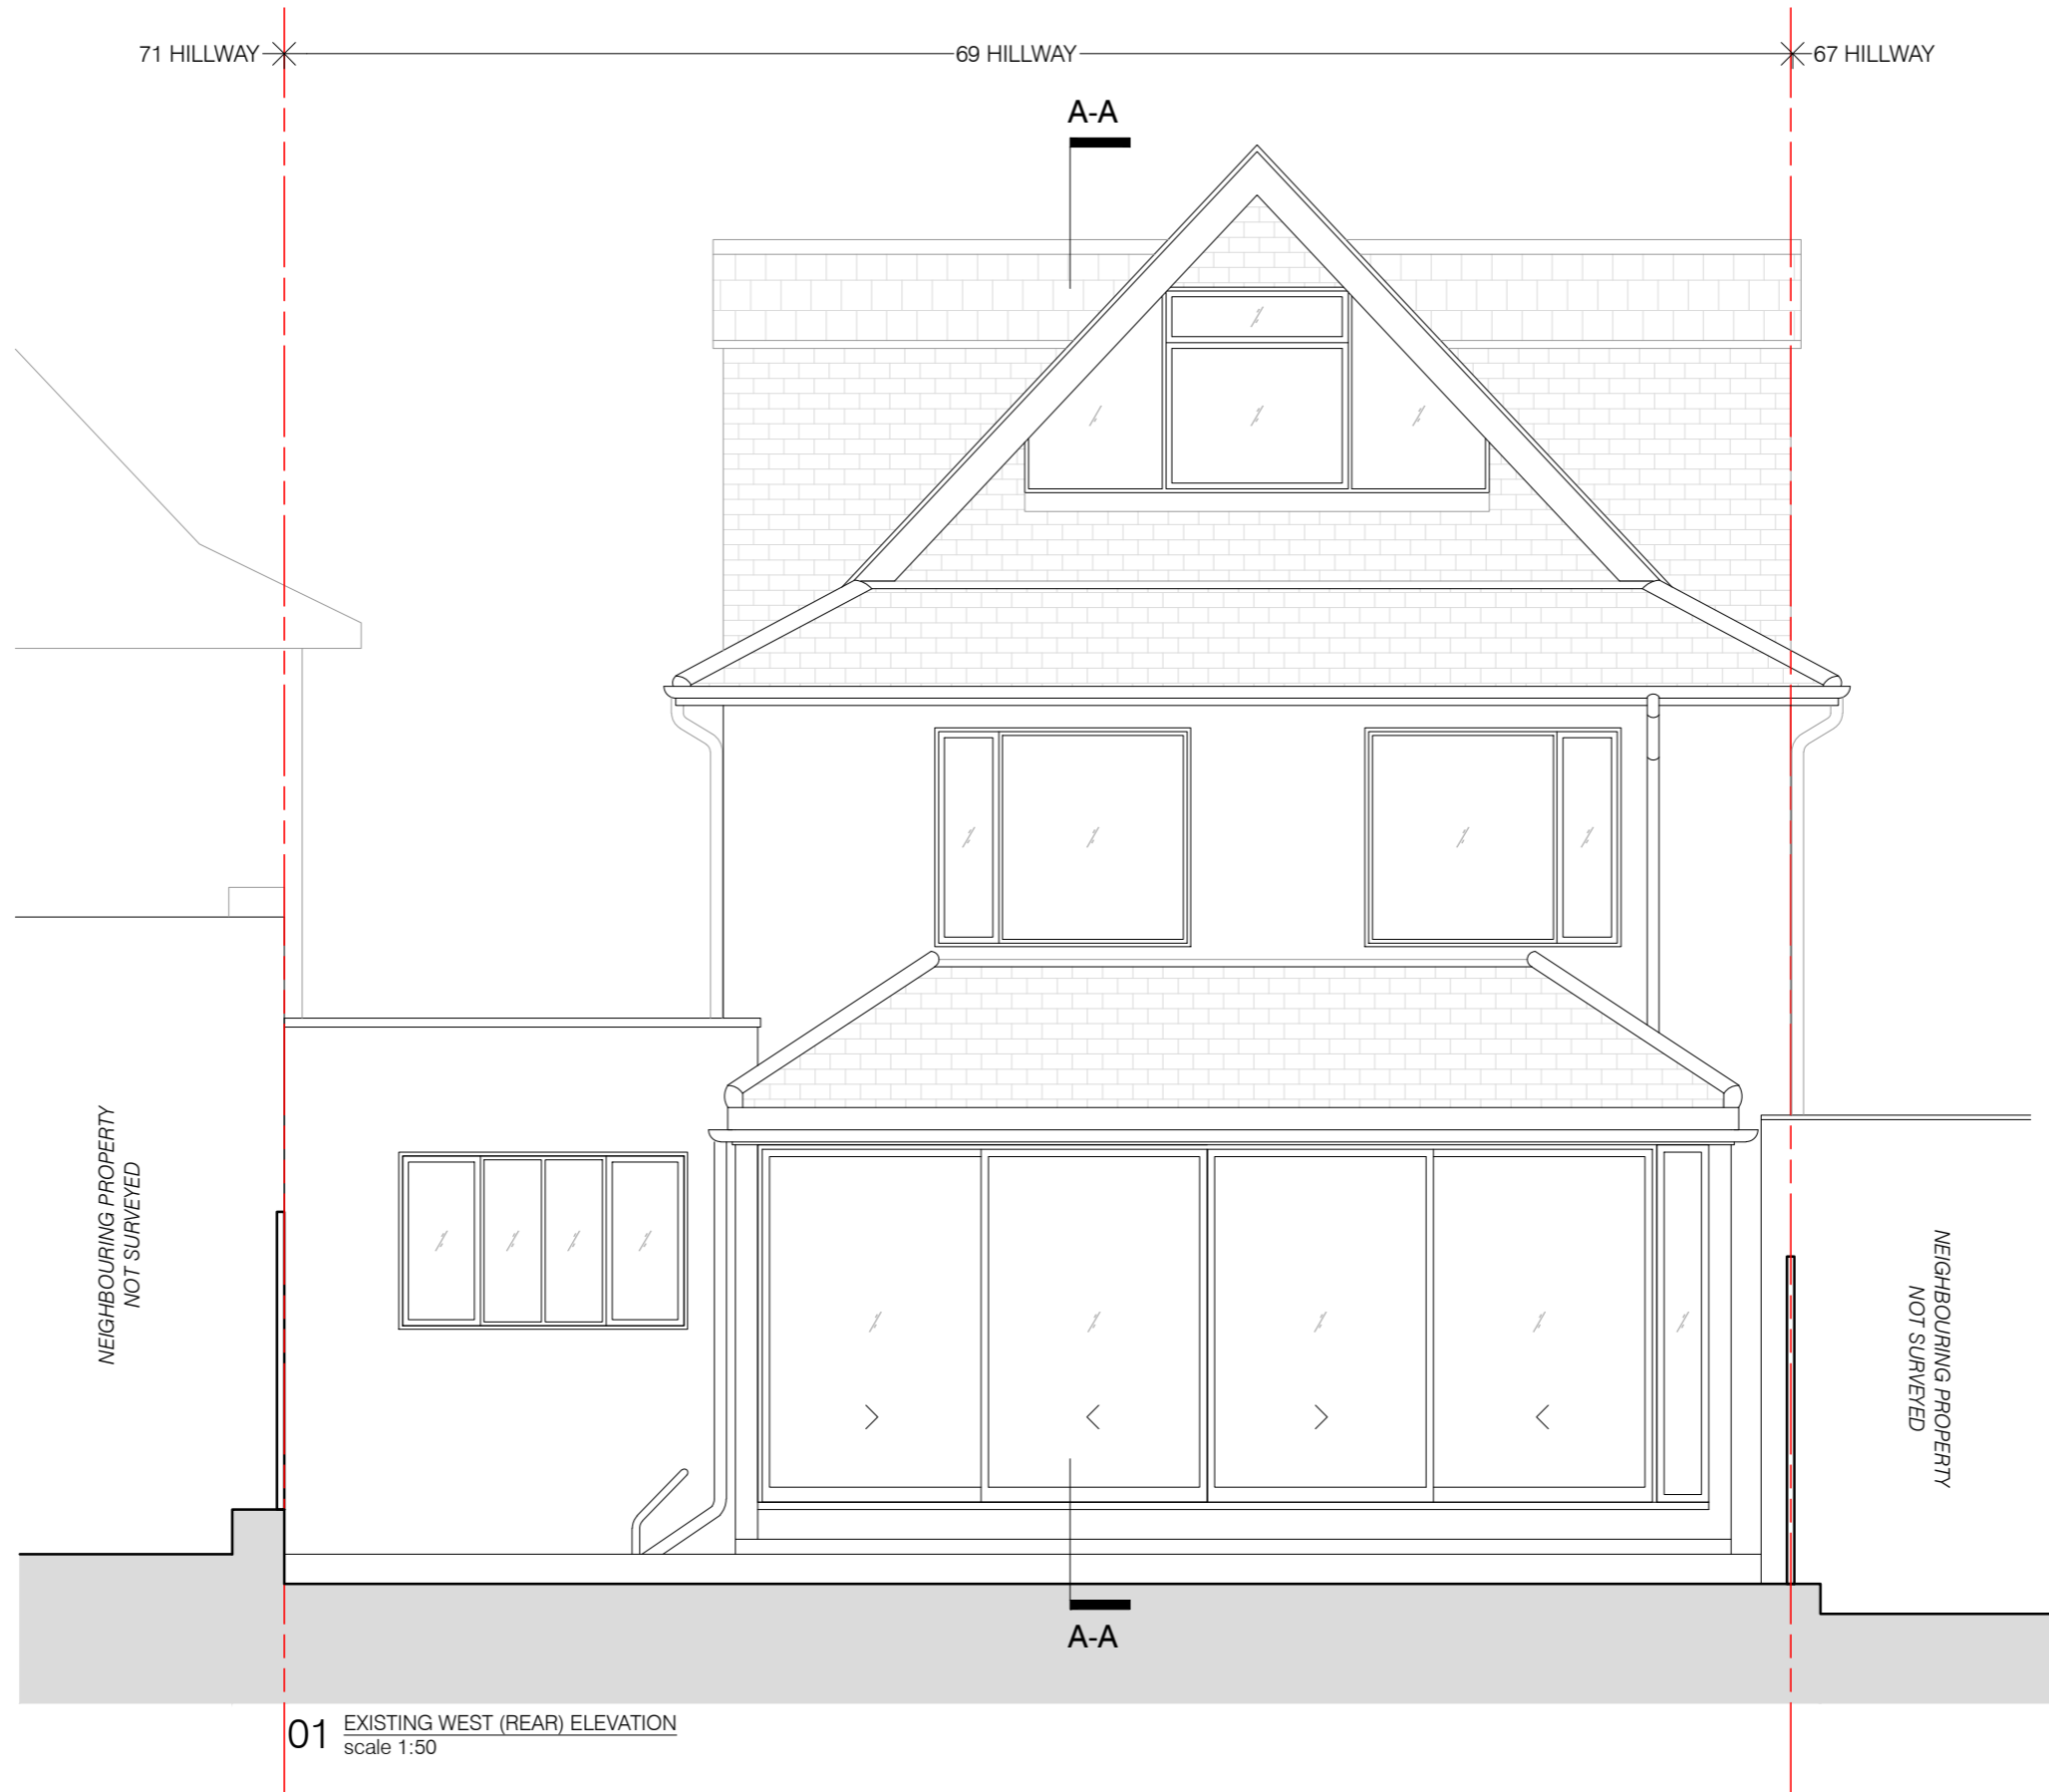 71 HILLWAY
69 HILLWAY
67 HILLWAY
A-A
NEIGHBOURING PROPERTY
NOT SURVEYED
NEIGHBOURING PROPERTY
NOT SURVEYED
A-A
01 EXISTING WEST (REAR) ELEVATION
scale 1:50